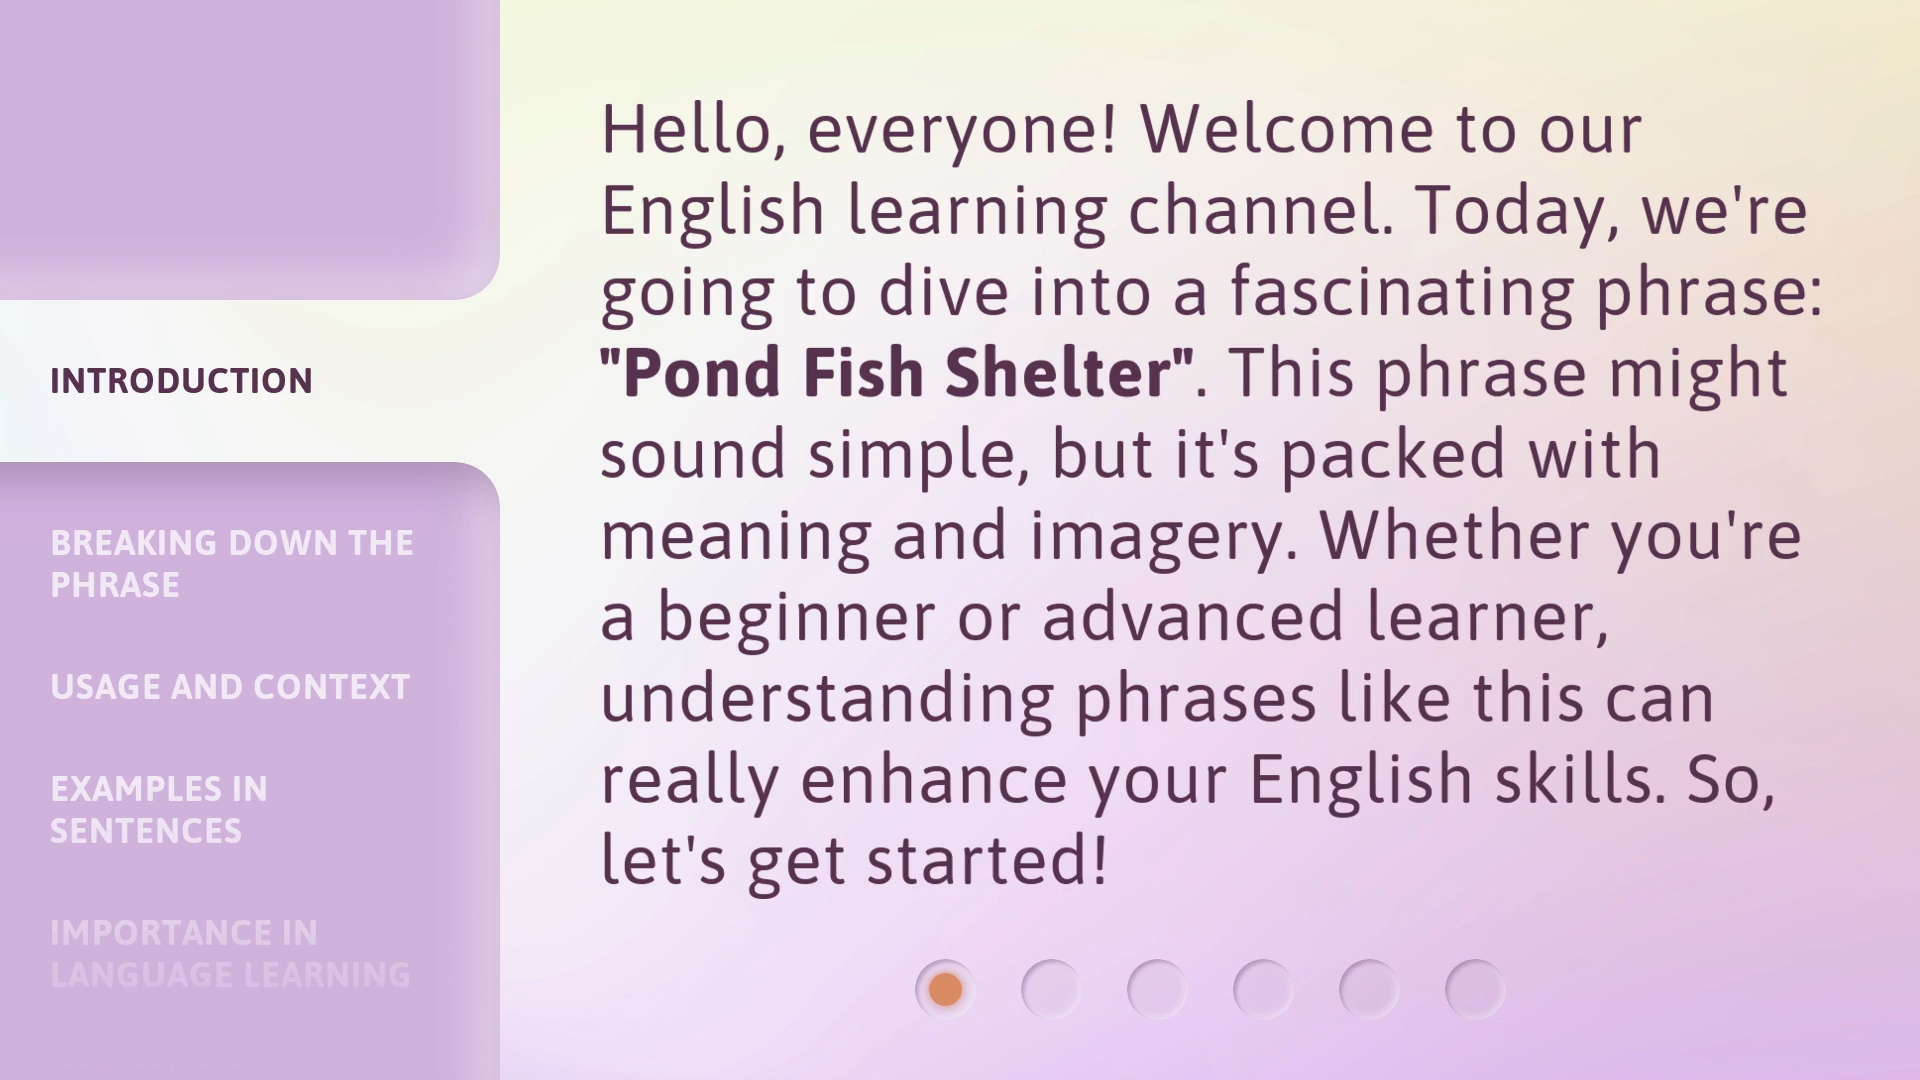 INTRODUCTION
BREAKING DOWN THE
PHRASE
USAGE AND CONTEXT
EXAMPLES IN
SENTENCES
IMPORTANCE IN
LANGUAGE LEARNING
Hello, everyone! Welcome to our
English learning channel. Today, we're
going to dive into a fascinating phrase:
"Pond Fish Shelter". This phrase might
sound simple, but it's packed with
meaning and imagery. Whether you're
a beginner or advanced learner,
understanding phrases like this can
really enhance your English skills. So,
let's get started!